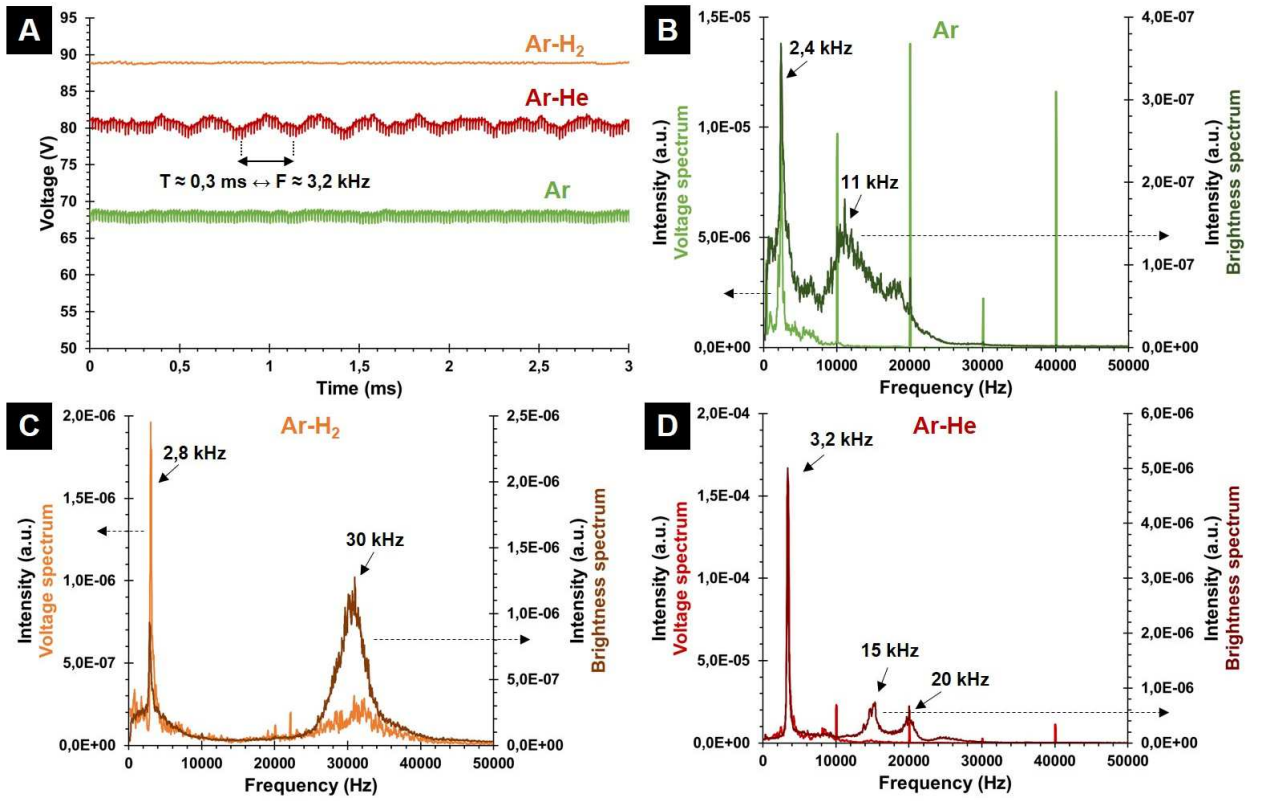 A
95
90
85
80
75
70
65
60
55
50
Voltage (V)
Ar-H₂
Ar-He
T ≈ 0,3 ms ↔ F ≈ 3,2 kHz
Ar
0
0,5
1
1,5
2
2,5
3
Time (ms)
B
Ar
1,5E-05
1,0E-05
5,0E-06
0,0E+00
Intensity (a.u.)
Voltage spectrum
2,4 kHz
11 kHz
4,0E-07
3,0E-07
2,0E-07
1,0E-07
0,0E+00
Intensity (a.u.)
Brightness spectrum
0
10000
20000
30000
40000
50000
Frequency (Hz)
C
Ar-H₂
2,0E-06
1,5E-06
1,0E-06
5,0E-07
0,0E+00
Intensity (a.u.)
Voltage spectrum
2,8 kHz
30 kHz
2,5E-06
2,0E-06
1,5E-06
1,0E-06
5,0E-07
0,0E+00
Intensity (a.u.)
Brightness spectrum
0
10000
20000
30000
40000
50000
Frequency (Hz)
D
Ar-He
2,0E-04
1,5E-04
1,0E-04
5,0E-05
0,0E+00
Intensity (a.u.)
Voltage spectrum
3,2 kHz
15 kHz
20 kHz
6,0E-06
5,0E-06
4,0E-06
3,0E-06
2,0E-06
1,0E-06
0,0E+00
Intensity (a.u.)
Brightness spectrum
0
10000
20000
30000
40000
50000
Frequency (Hz)